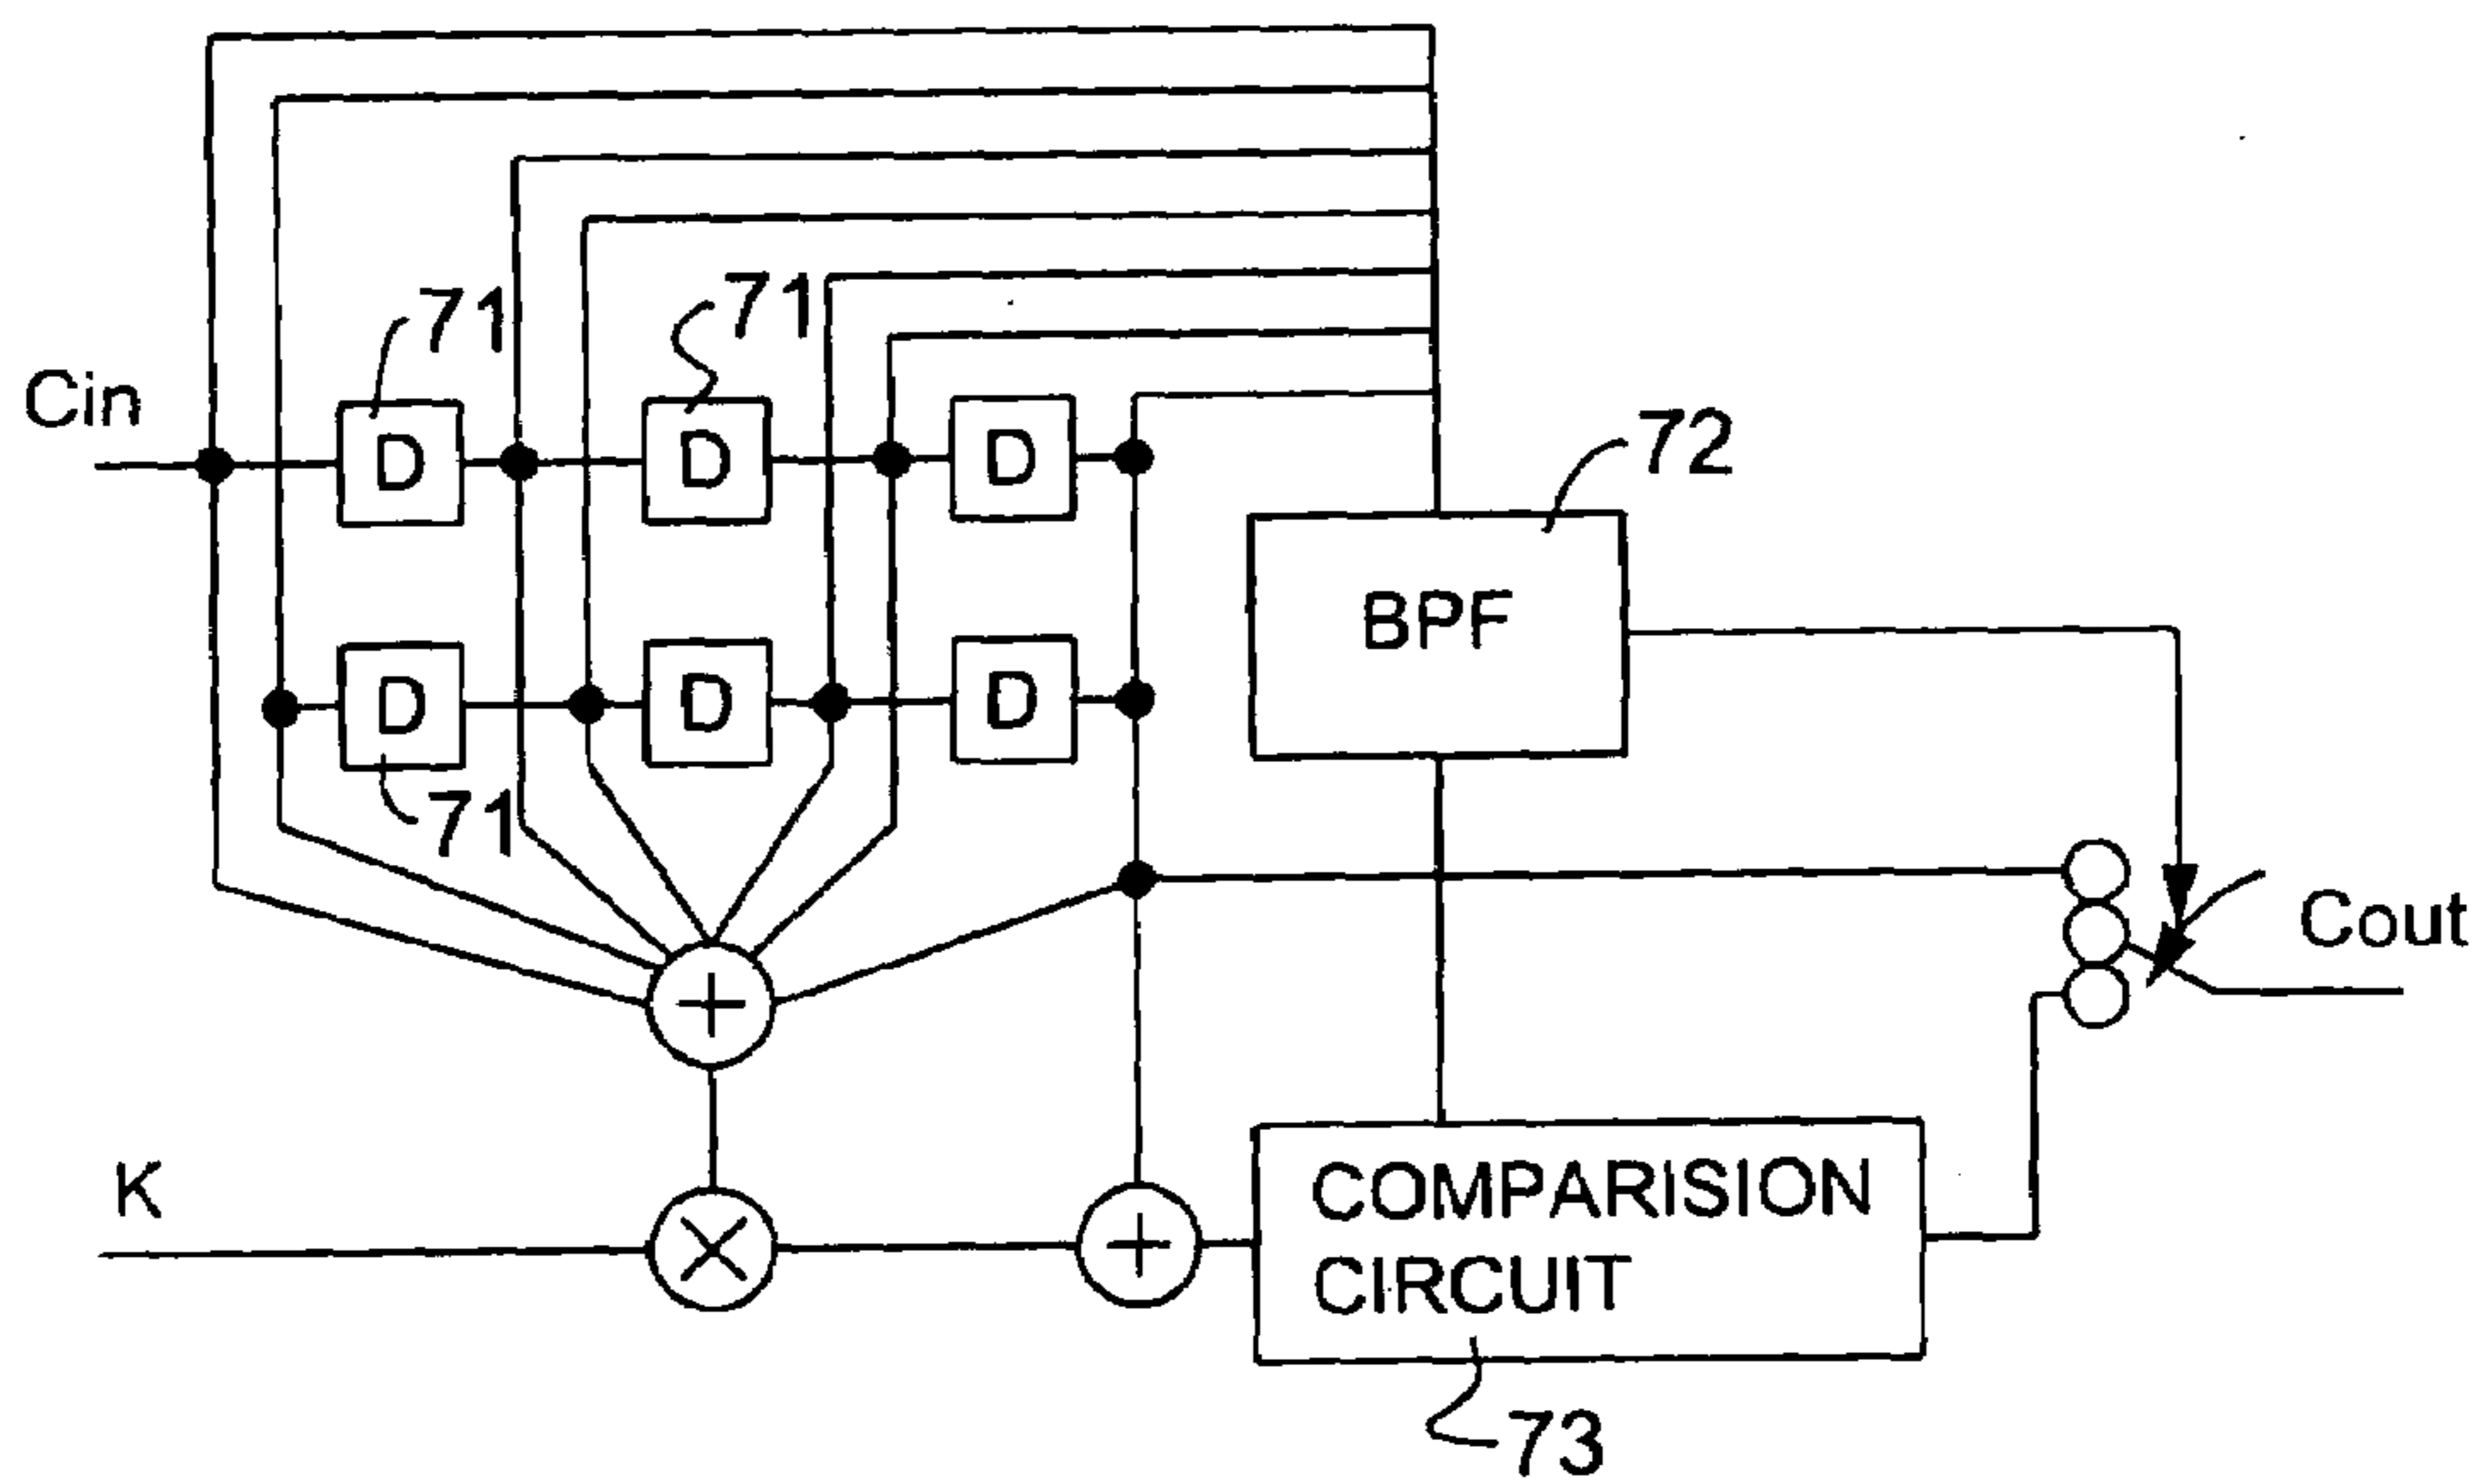 71
71
Cin
D
D
D
72
BPF
D
D
D
71
Cout
+
K
×
+
COMPARISION
CIRCUIT
73